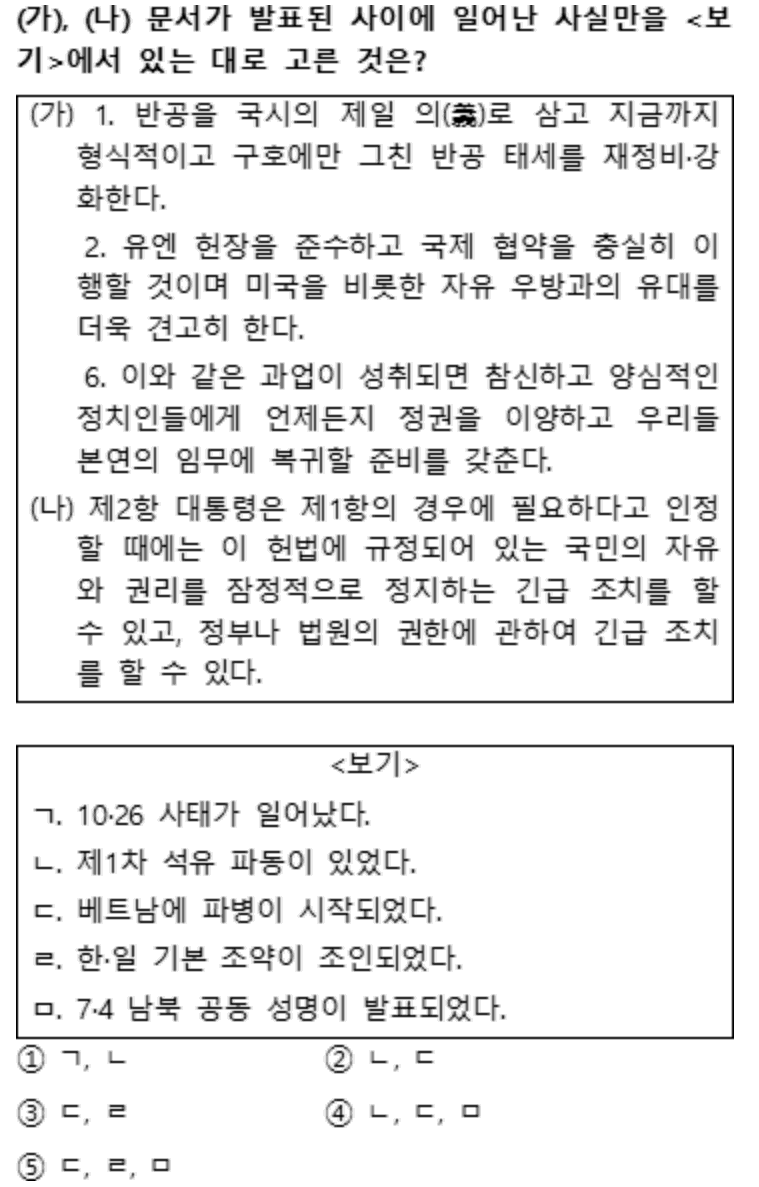 (가), (나) 문서가 발표된 사이에 일어난 사실만을 <보
기>에서 있는 대로 고른 것은?
(가) 1. 반공을 국시의 제일 의(義)로 삼고 지금까지
형식적이고 구호에만 그친 반공 태세를 재정비·강
화한다.
2. 유엔 헌장을 준수하고 국제 협약을 충실히 이
행할 것이며 미국을 비롯한 자유 우방과의 유대를
더욱 견고히 한다.
6. 이와 같은 과업이 성취되면 참신하고 양심적인
정치인들에게 언제든지 정권을 이양하고 우리들
본연의 임무에 복귀할 준비를 갖춘다.
(나) 제2항 대통령은 제1항의 경우에 필요하다고 인정
할 때에는 이 헌법에 규정되어 있는 국민의 자유
와 권리를 잠정적으로 정지하는 긴급 조치를 할
수 있고, 정부나 법원의 권한에 관하여 긴급 조치
를 할 수 있다.
<보기>
ㄱ. 10·26 사태가 일어났다.
ㄴ. 제1차 석유 파동이 있었다.
ㄷ. 베트남에 파병이 시작되었다.
ㄹ. 한·일 기본 조약이 조인되었다.
ㅁ. 7·4 남북 공동 성명이 발표되었다.
① ㄱ, ㄴ ② ㄴ, ㄷ
③ ㄷ, ㄹ ④ ㄴ, ㄷ, ㅁ
⑤ ㄷ, ㄹ, ㅁ